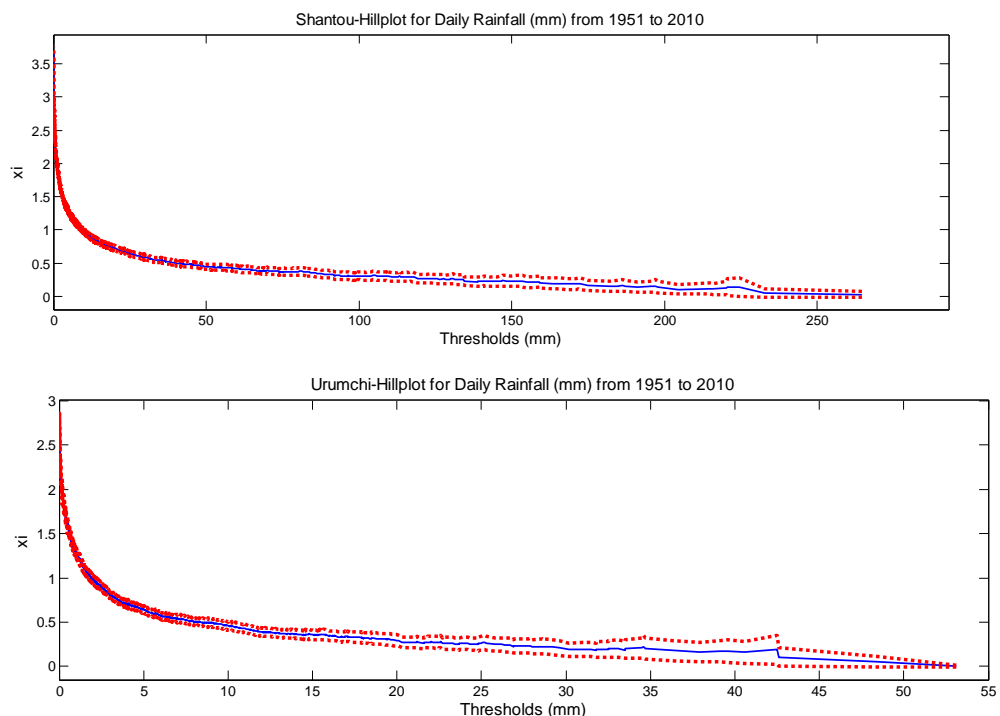 Shantou-Hillplot for Daily Rainfall (mm) from 1951 to 2010
3.5
3
2.5
2
1.5
1
0.5
0
xi
0 50 100 150 200 250
Thresholds (mm)
Urumchi-Hillplot for Daily Rainfall (mm) from 1951 to 2010
3
2.5
2
1.5
1
0.5
0
xi
0 5 10 15 20 25 30 35 40 45 50 55
Thresholds (mm)